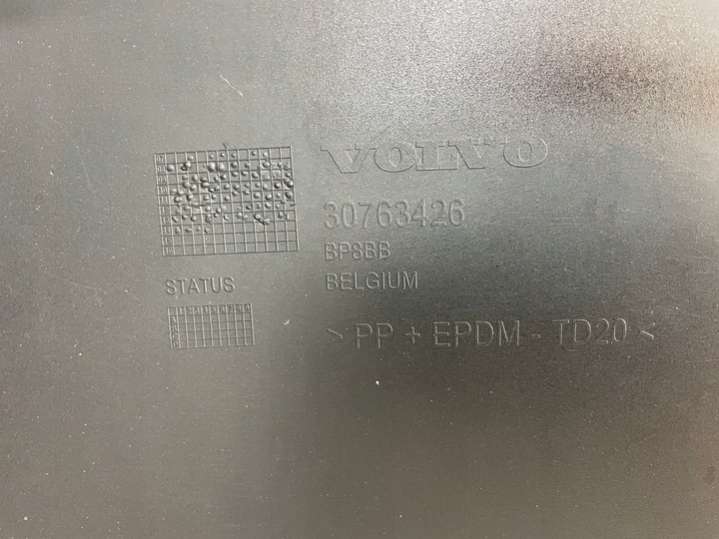 VOLVO
30763426
BP8BB
BELGIUM
STATUS
> PP + EPDM - TD20 <